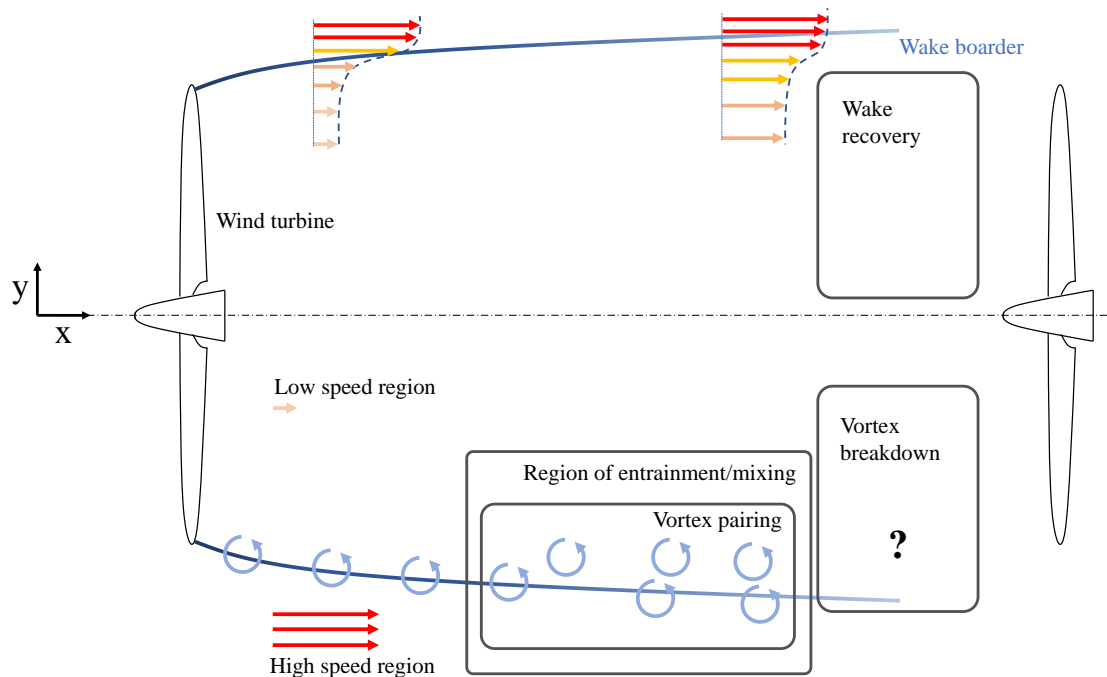 Wake boarder
Wake
recovery
Wind turbine
y
x
Low speed region
Vortex
breakdown
Region of entrainment/mixing
Vortex pairing
?
High speed region